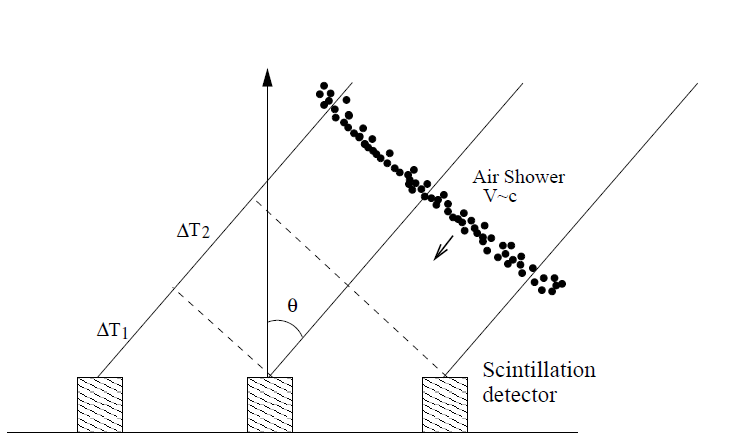 Air Shower
V~c
ΔT2
θ
ΔT1
Scintillation
detector